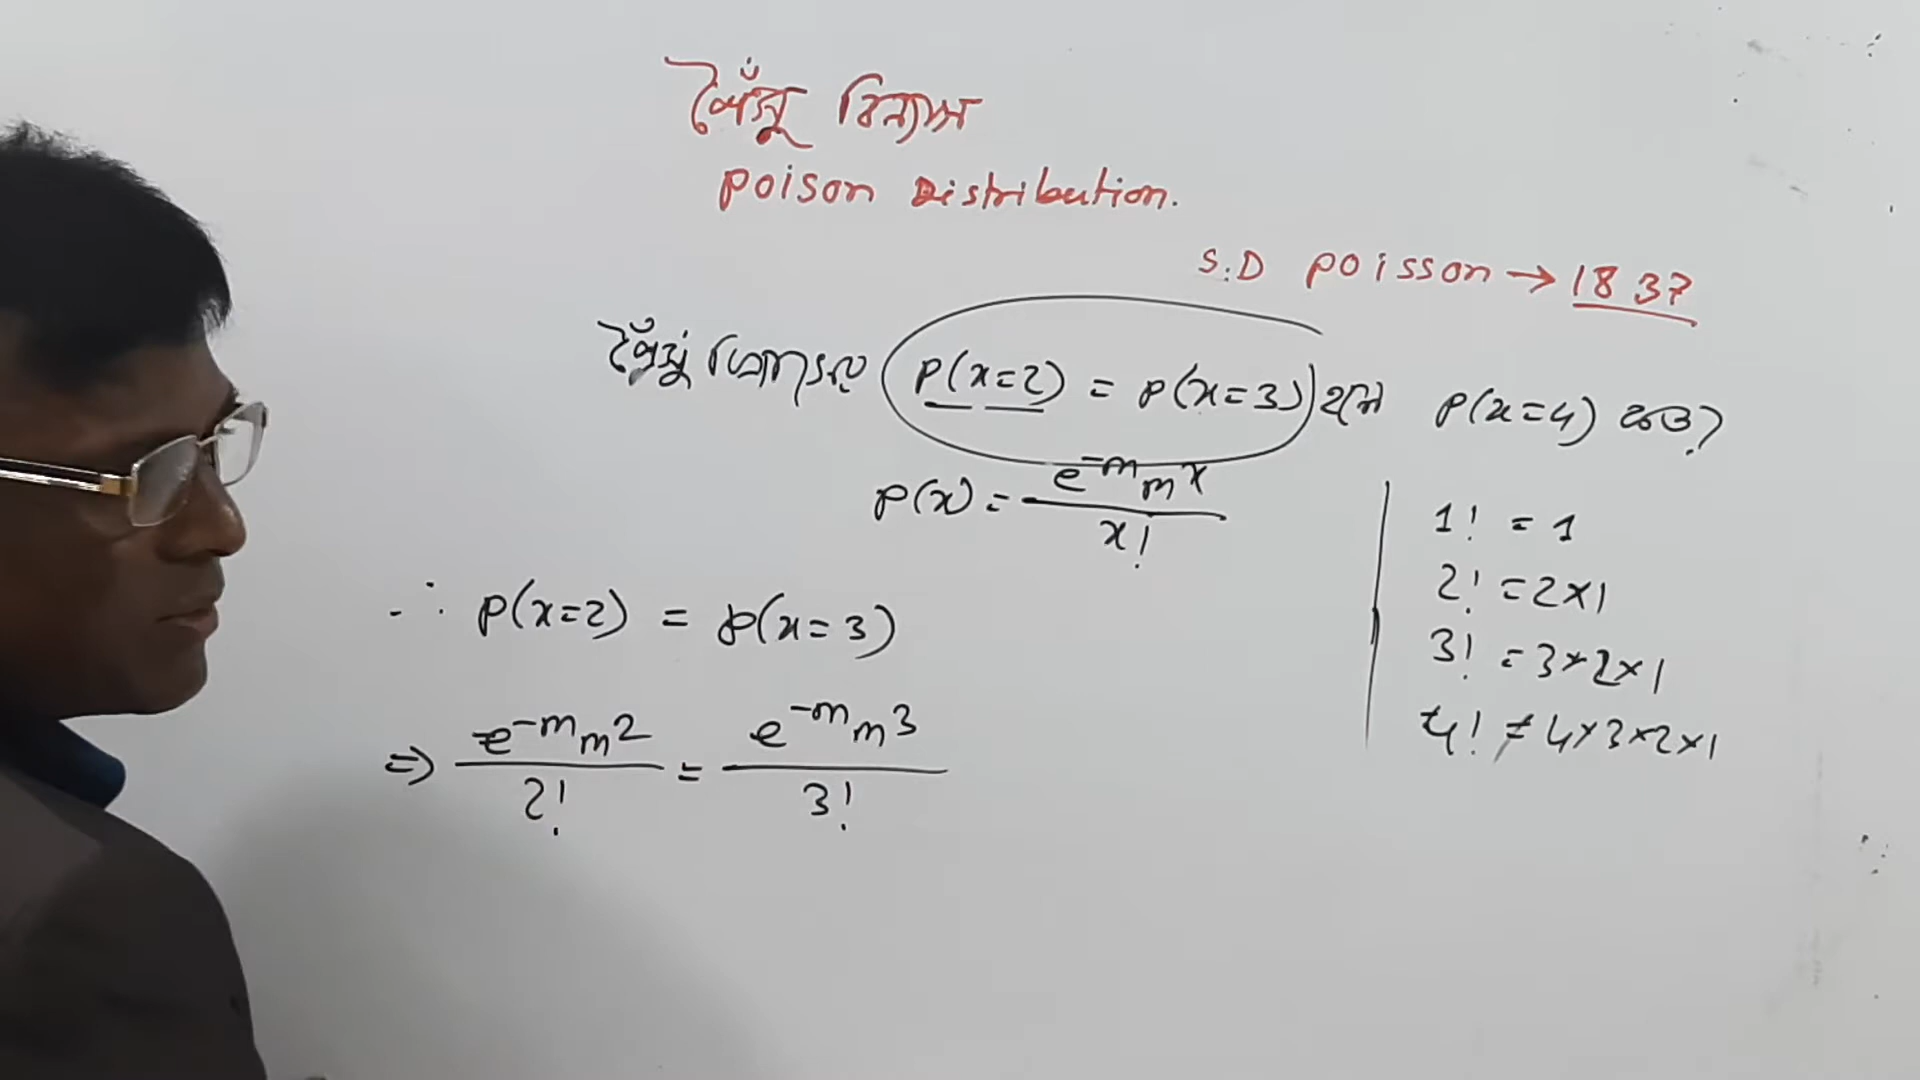 পৈঁসু বিন্যাস
poison Distribution.
S.D poisson → 1837
P(x=2) = P(x=3) হলে P(x=4) কত?
P(x) = e^-m m^x / x!
∴ P(x=2) = P(x=3)
⇒ e^-m m^2 / 2! = e^-m m^3 / 3!
1! = 1
2! = 2×1
3! = 3×2×1
4! = 4×3×2×1